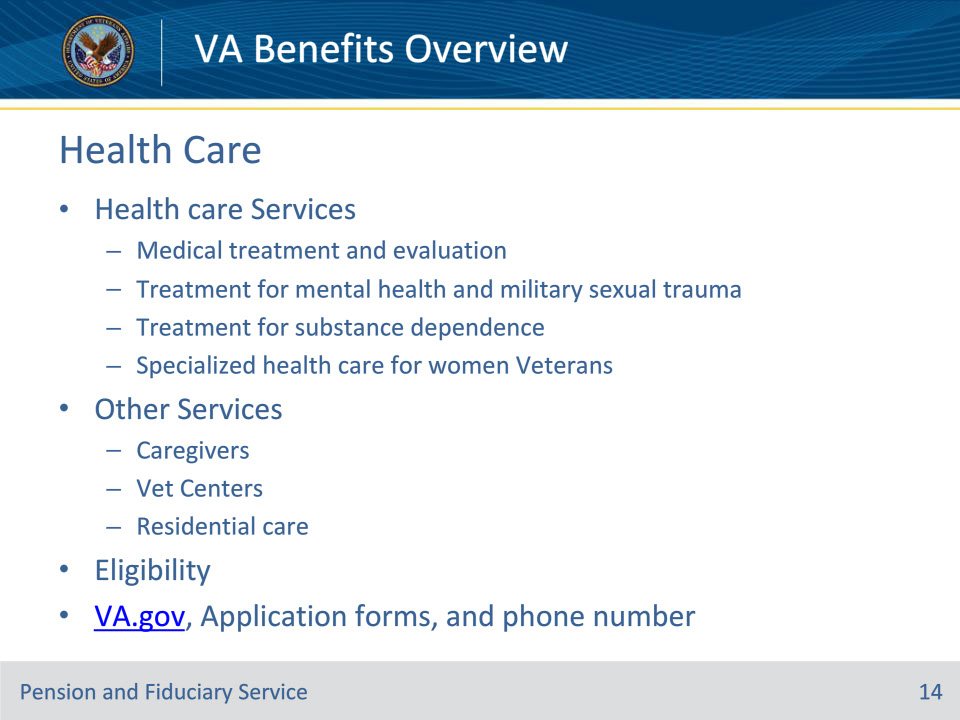 VA Benefits Overview
Health Care
• Health care Services
– Medical treatment and evaluation
– Treatment for mental health and military sexual trauma
– Treatment for substance dependence
– Specialized health care for women Veterans
• Other Services
– Caregivers
– Vet Centers
– Residential care
• Eligibility
• VA.gov, Application forms, and phone number
Pension and Fiduciary Service
14